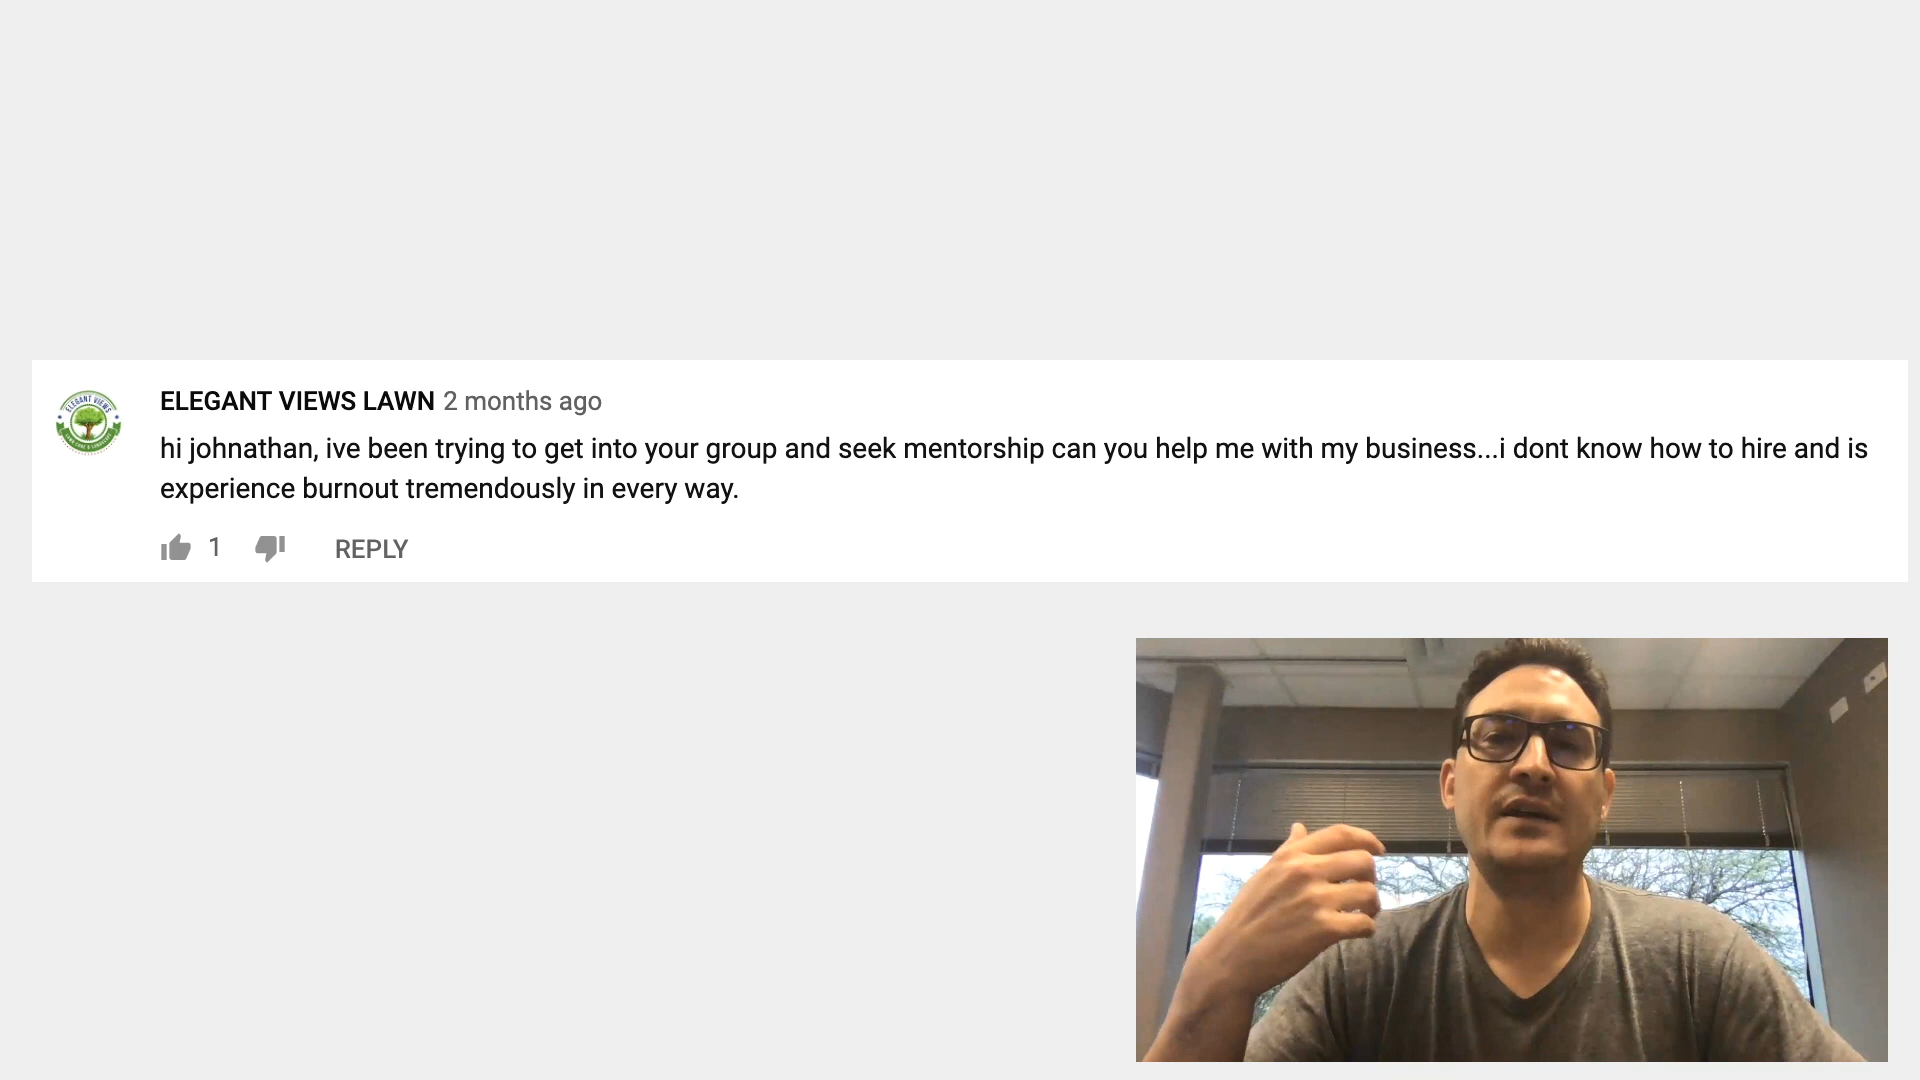 ELEGANT VIEWS LAWN 2 months ago
hi johnathan, ive been trying to get into your group and seek mentorship can you help me with my business...i dont know how to hire and is
experience burnout tremendously in every way.
1 REPLY
ELEGANT VIEWS